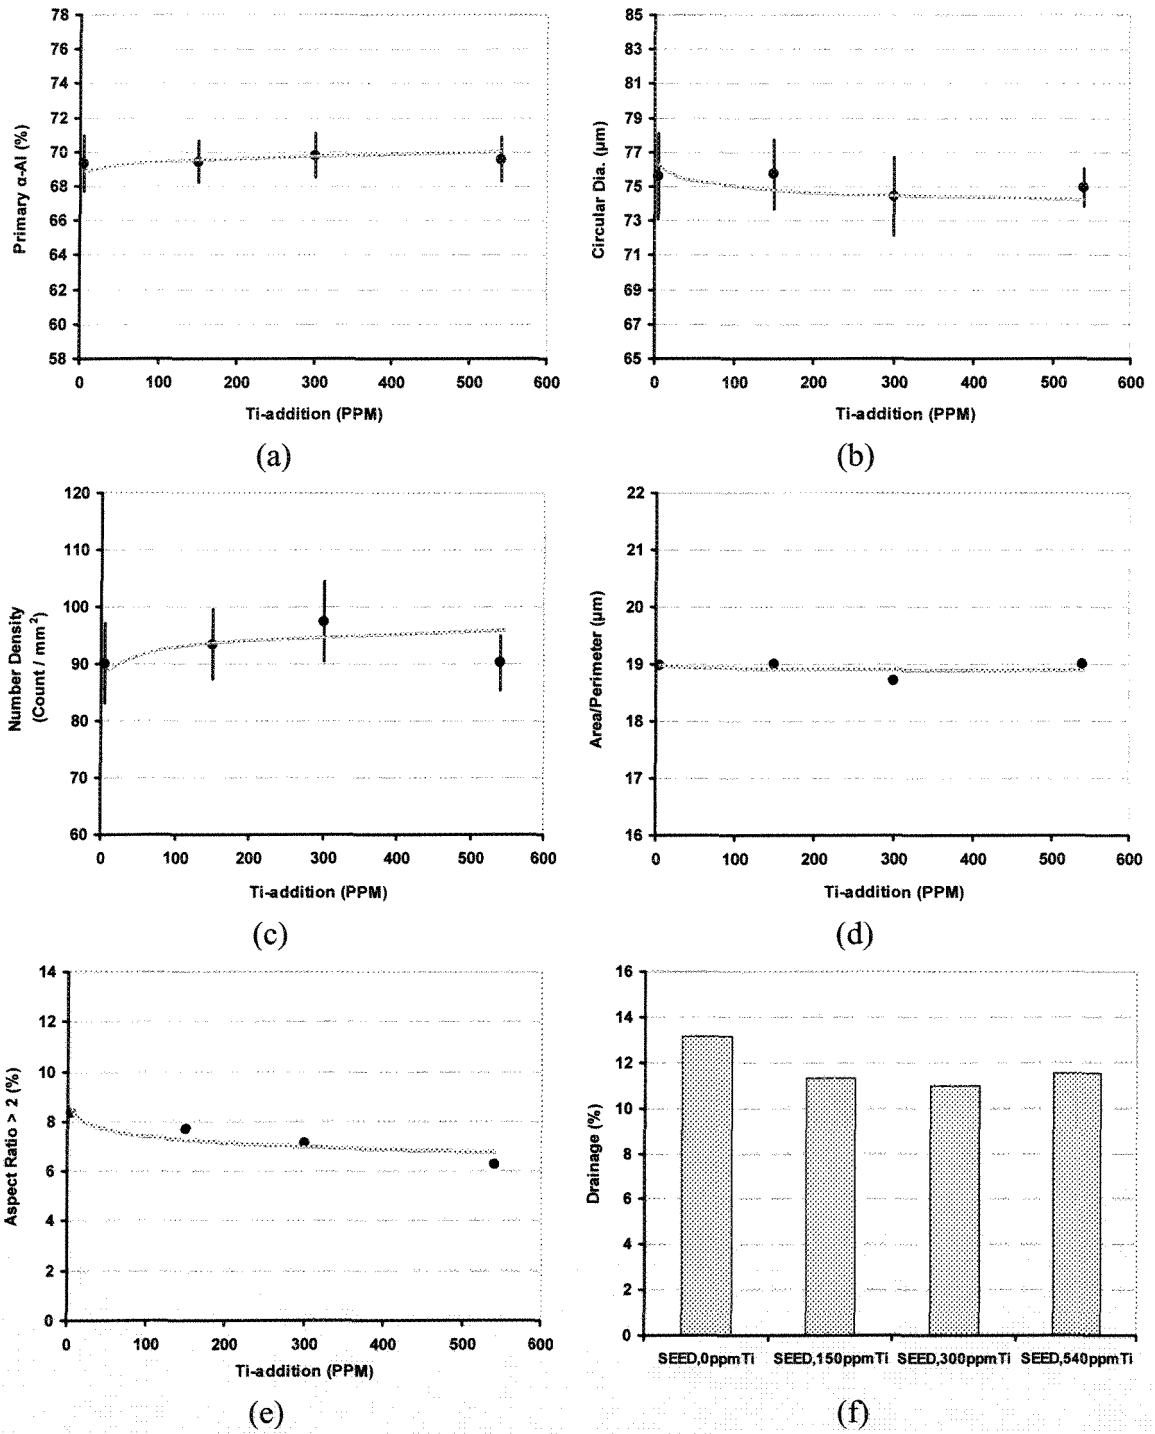 78
76
74
72
70
68
66
64
62
60
58
Primary α-Al (%)
0 100 200 300 400 500 600
Ti-addition (PPM)
(a)
85
83
81
79
77
75
73
71
69
67
65
Circular Dia. (µm)
0 100 200 300 400 500 600
Ti-addition (PPM)
(b)
120
110
100
90
80
70
60
Number Density
(Count / mm²)
0 100 200 300 400 500 600
Ti-addition (PPM)
(c)
22
21
20
19
18
17
16
Area/Perimeter (µm)
0 100 200 300 400 500 600
Ti-addition (PPM)
(d)
14
12
10
8
6
4
2
0
Aspect Ratio > 2 (%)
0 100 200 300 400 500 600
Ti-addition (PPM)
(e)
16
14
12
10
8
6
4
2
0
Drainage (%)
SEED,0ppmTi SEED,150ppmTi SEED,300ppmTi SEED,540ppmTi
(f)